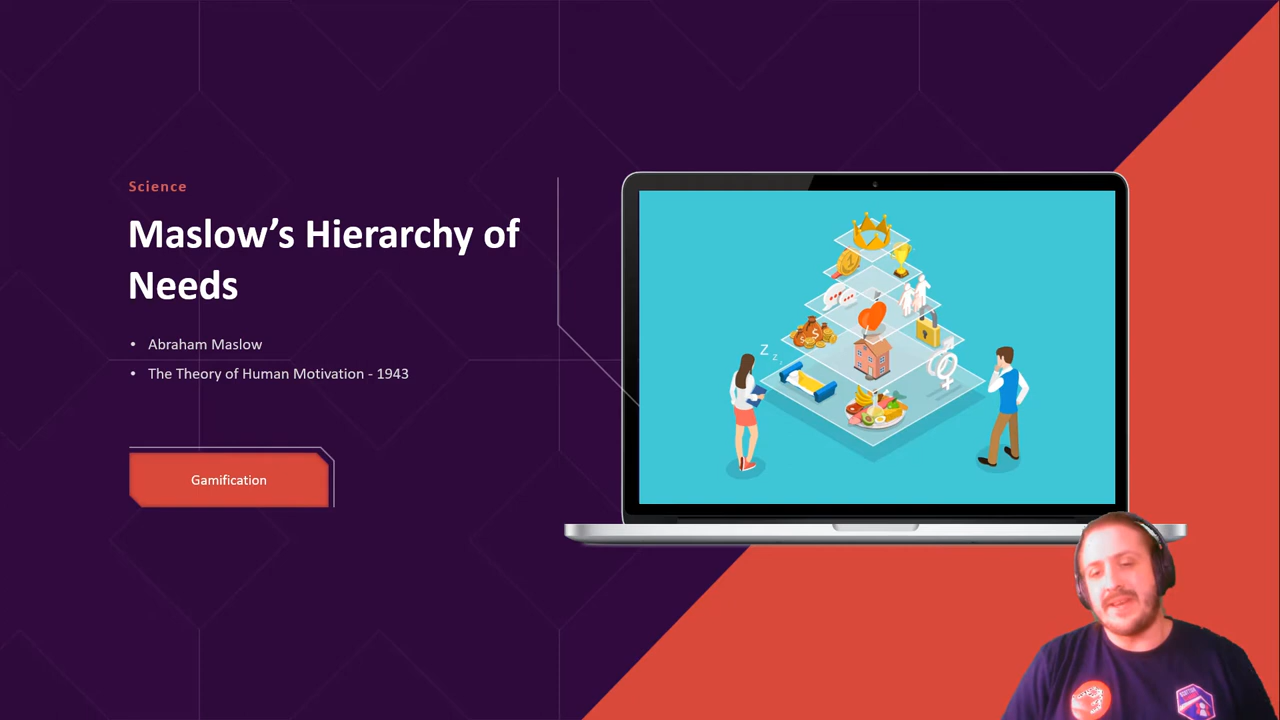 Science
Maslow's Hierarchy of
Needs
• Abraham Maslow
• The Theory of Human Motivation - 1943
Gamification
Z
z